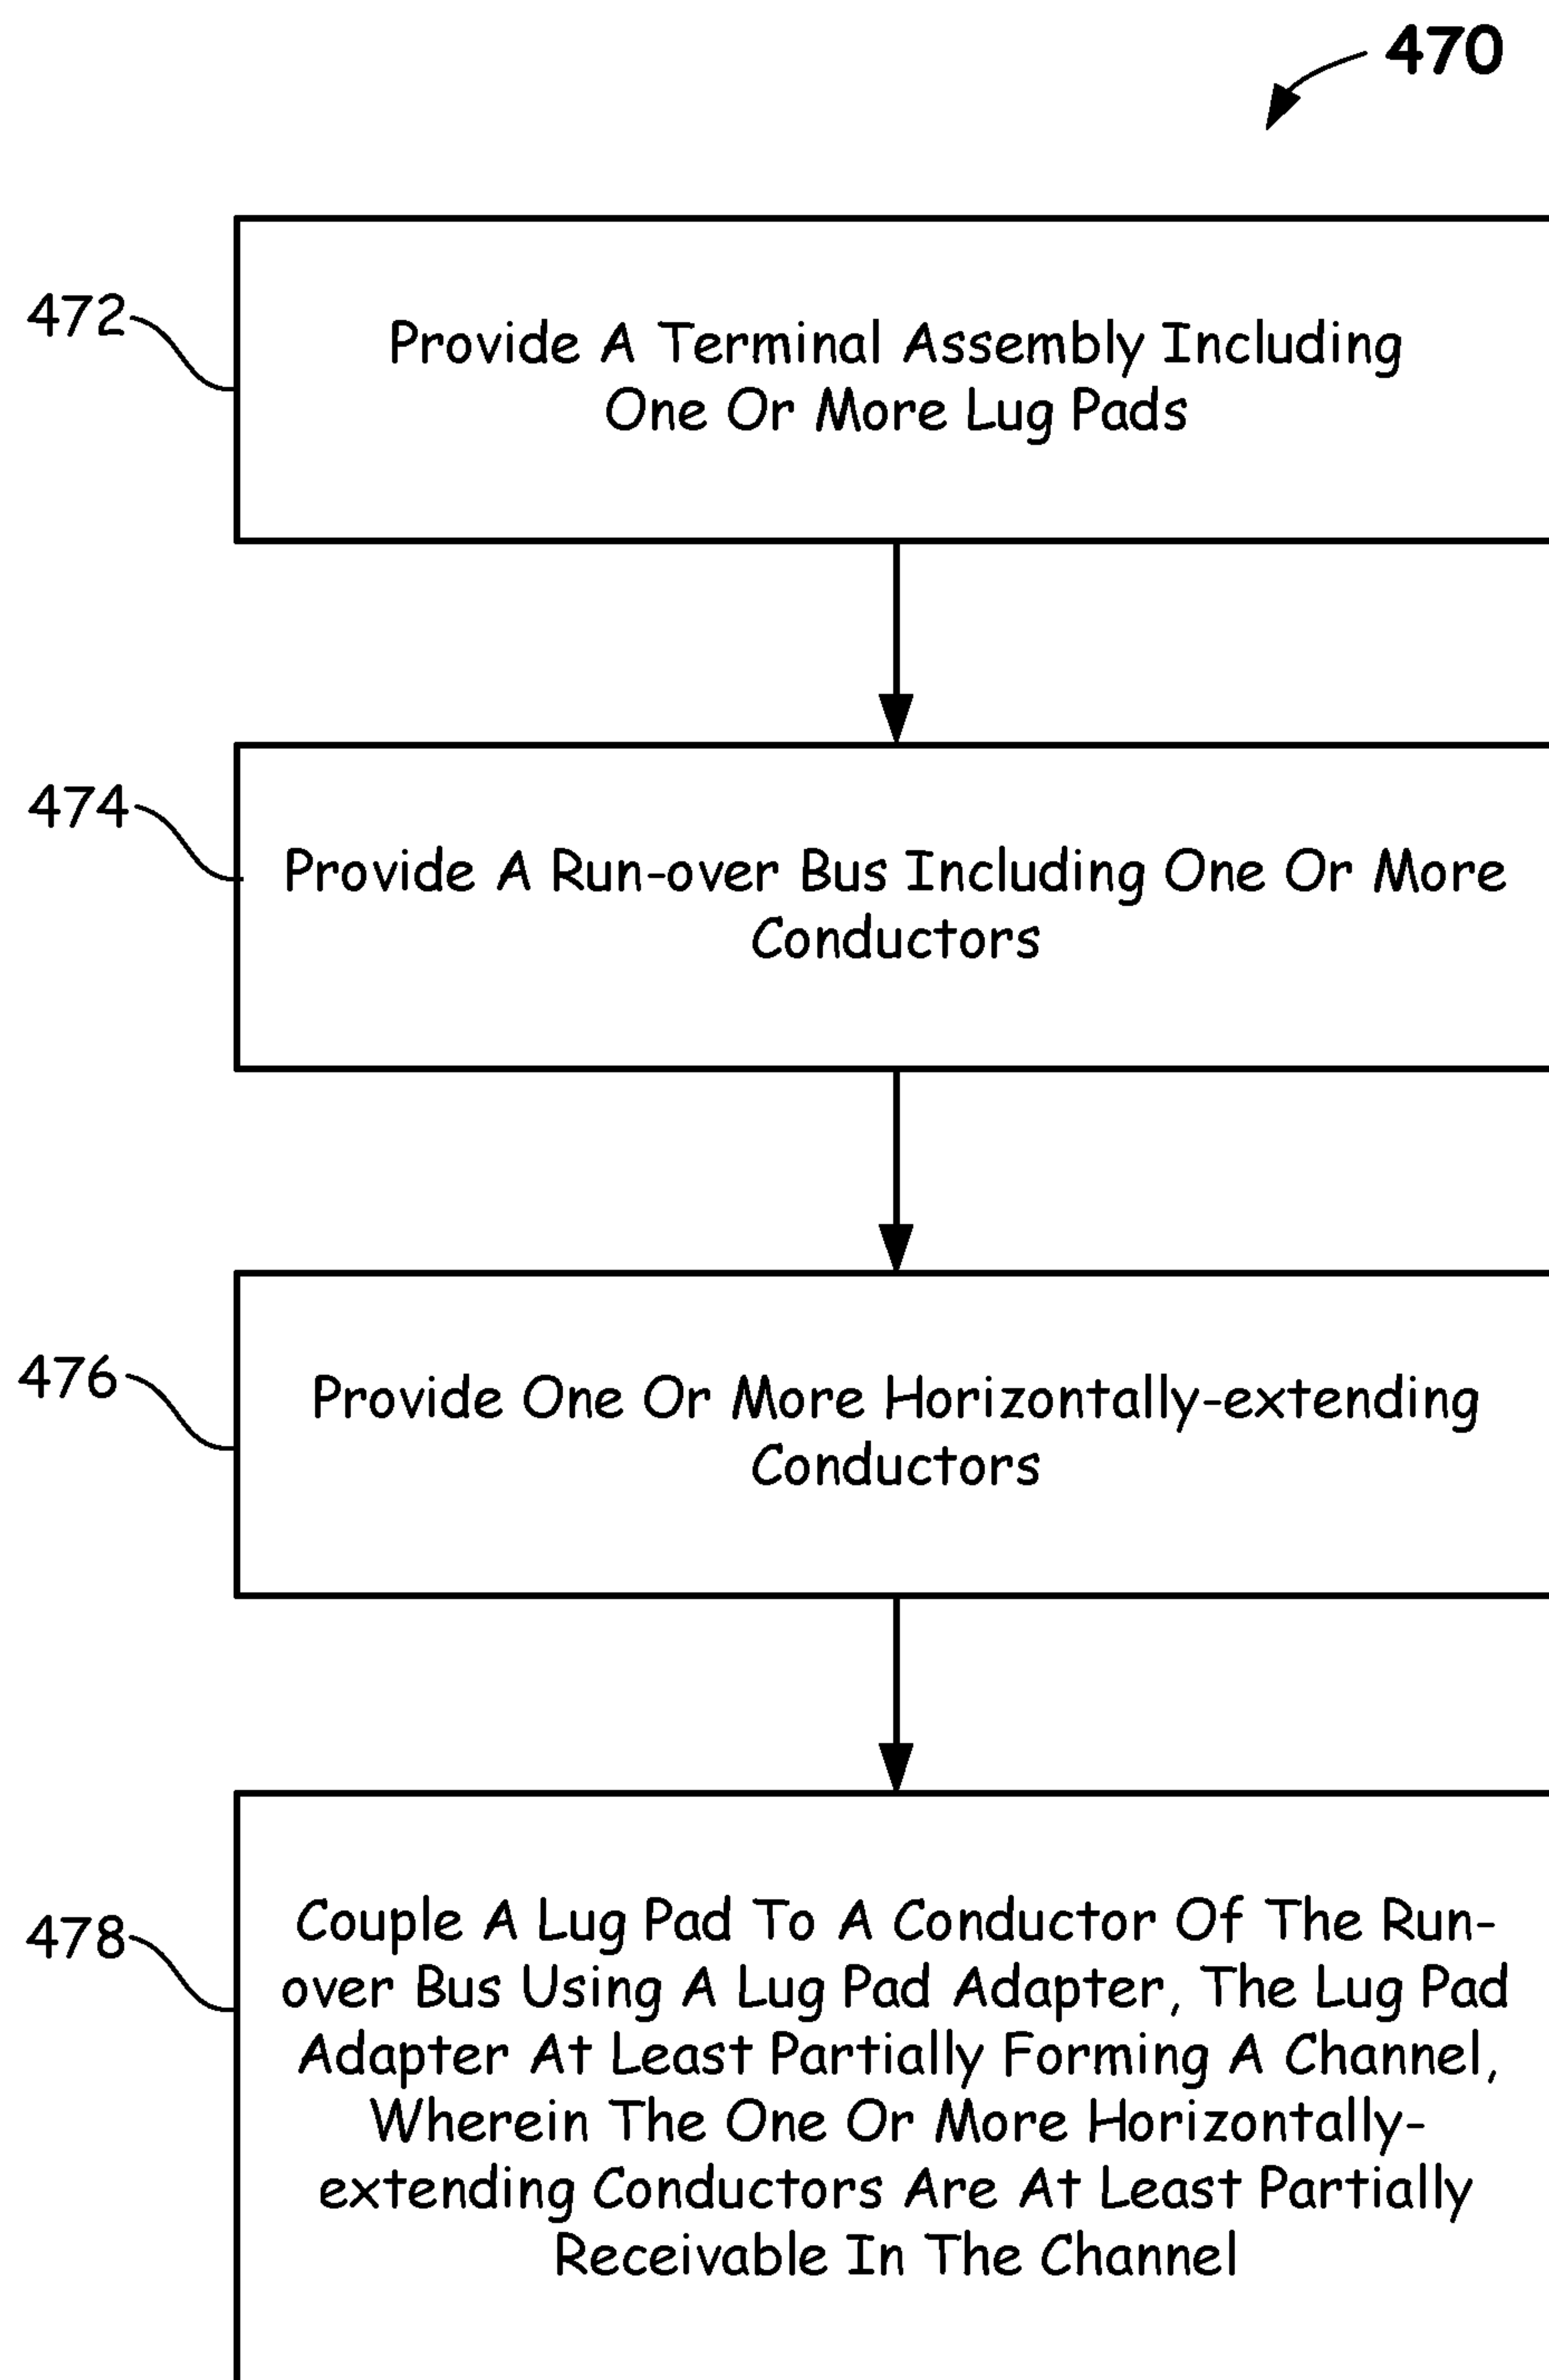 470
472
Provide A Terminal Assembly Including
One Or More Lug Pads
474
Provide A Run-over Bus Including One Or More
Conductors
476
Provide One Or More Horizontally-extending
Conductors
478
Couple A Lug Pad To A Conductor Of The Run-
over Bus Using A Lug Pad Adapter, The Lug Pad
Adapter At Least Partially Forming A Channel,
Wherein The One Or More Horizontally-
extending Conductors Are At Least Partially
Receivable In The Channel